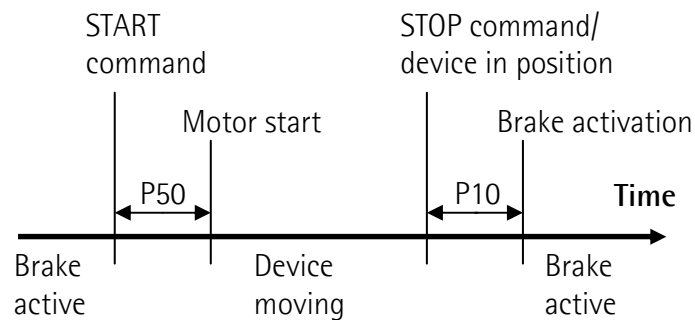 START
command
STOP command/
device in position
Motor start
Brake activation
P50
P10
Time
Brake
active
Device
moving
Brake
active